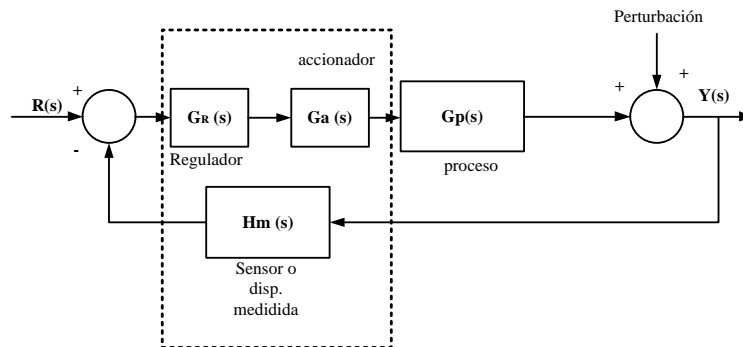 Perturbación
accionador
+
R(s)
+
+
Y(s)
GR (s)
Ga (s)
Gp(s)
-
Regulador
proceso
Hm (s)
Sensor o
disp.
medidida